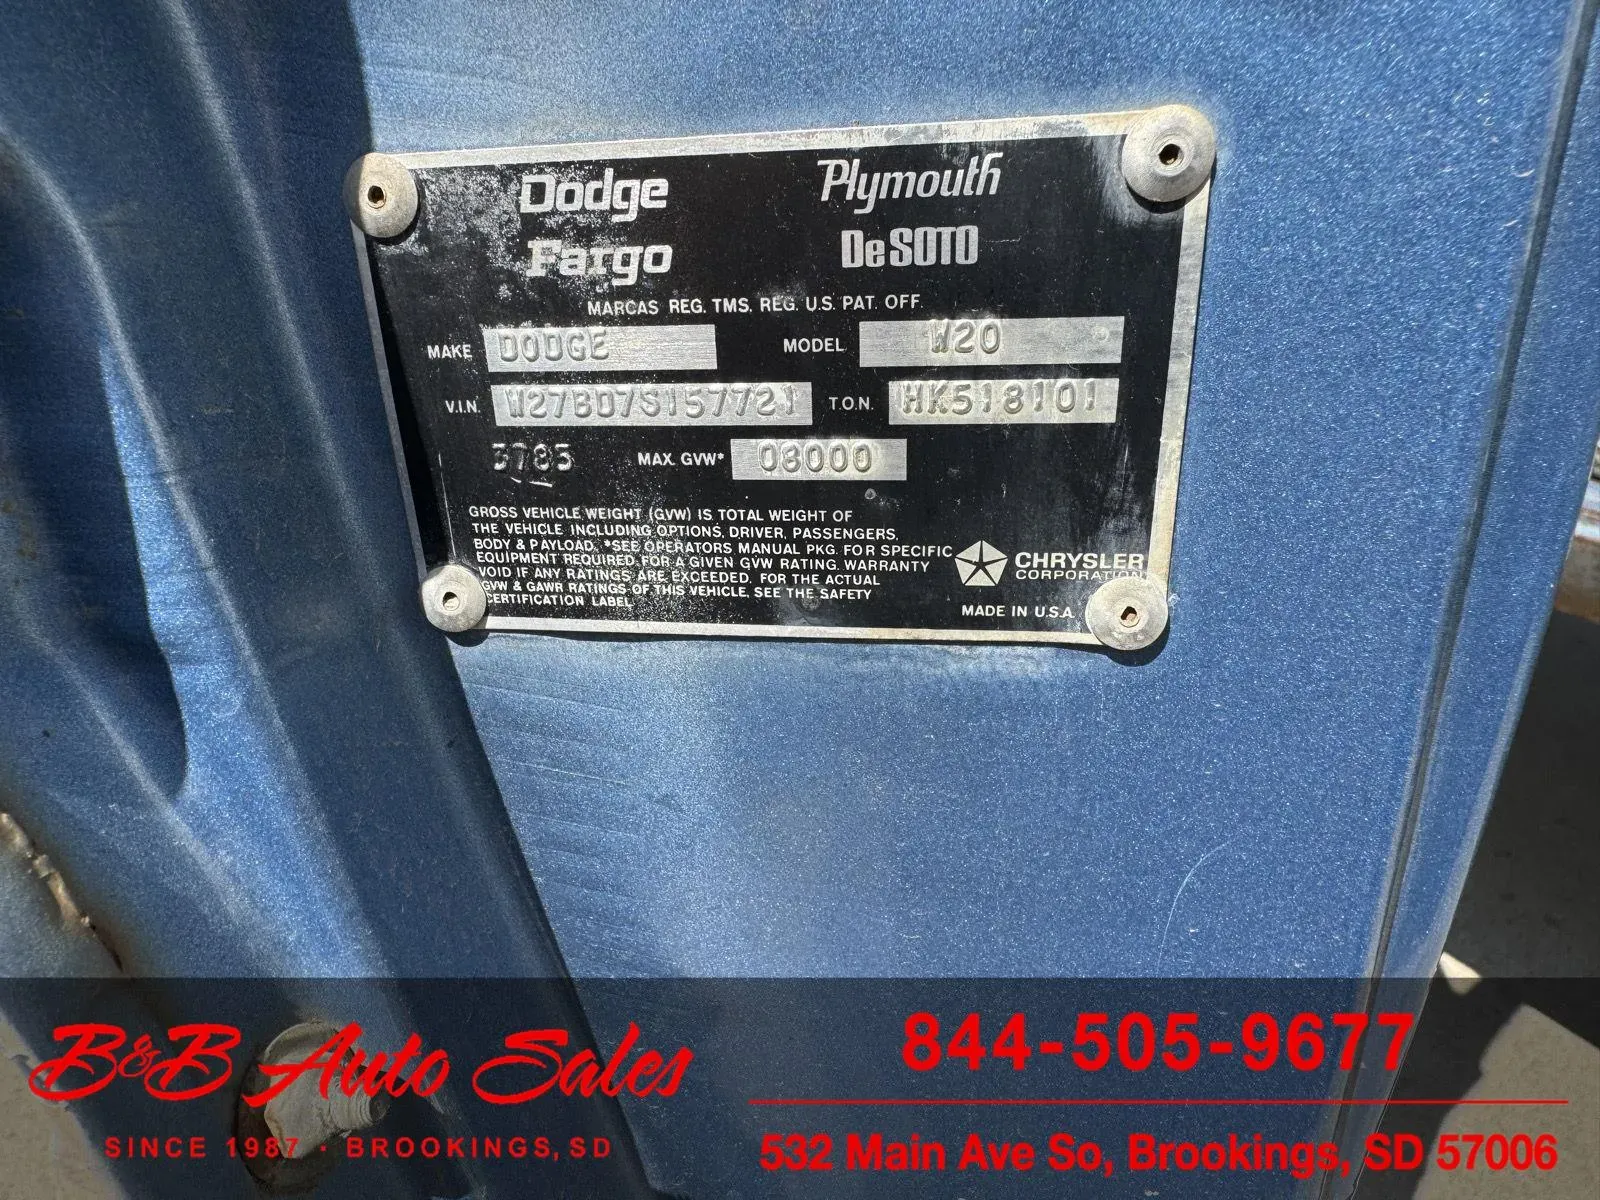 Dodge Plymouth
Fargo DeSOTO
MARCAS REG. TMS. REG. U.S. PAT. OFF.
MAKE DODGE MODEL W20
V.I.N. W27BD7S157721 T.O.N. HK518101
3785 MAX. GVW* 08000
GROSS VEHICLE WEIGHT (GVW) IS TOTAL WEIGHT OF
THE VEHICLE INCLUDING OPTIONS, DRIVER, PASSENGERS,
BODY & PAYLOAD. *SEE OPERATORS MANUAL PKG. FOR SPECIFIC
EQUIPMENT REQUIRED FOR A GIVEN GVW RATING. WARRANTY
VOID IF ANY RATINGS ARE EXCEEDED. FOR THE ACTUAL
GVW & GAWR RATINGS OF THIS VEHICLE, SEE THE SAFETY
CERTIFICATION LABEL
CHRYSLER
CORPORATION
MADE IN U.S.A.
B&B Auto Sales
SINCE 1987 · BROOKINGS, SD
844-505-9677
532 Main Ave So, Brookings, SD 57006